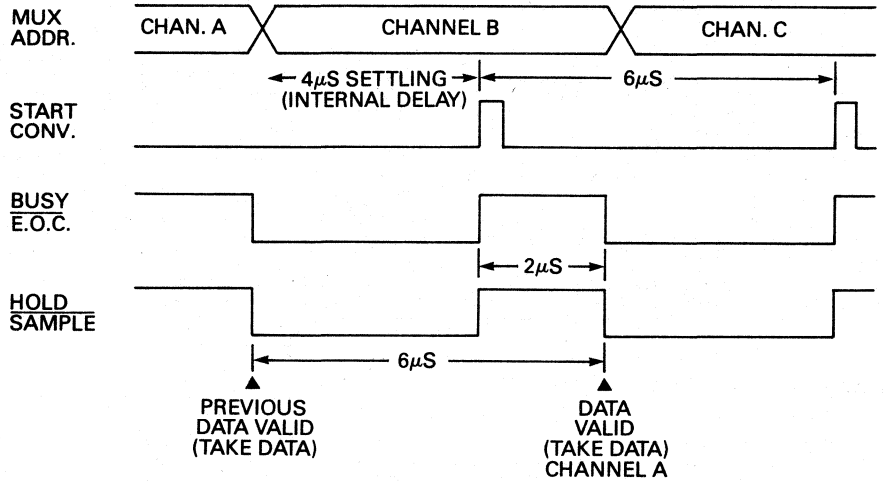 MUX
ADDR.
CHAN. A
CHANNEL B
CHAN. C
4μS SETTLING
(INTERNAL DELAY)
6μS
START
CONV.
BUSY
E.O.C.
2μS
HOLD
SAMPLE
6μS
PREVIOUS
DATA VALID
(TAKE DATA)
DATA
VALID
(TAKE DATA)
CHANNEL A